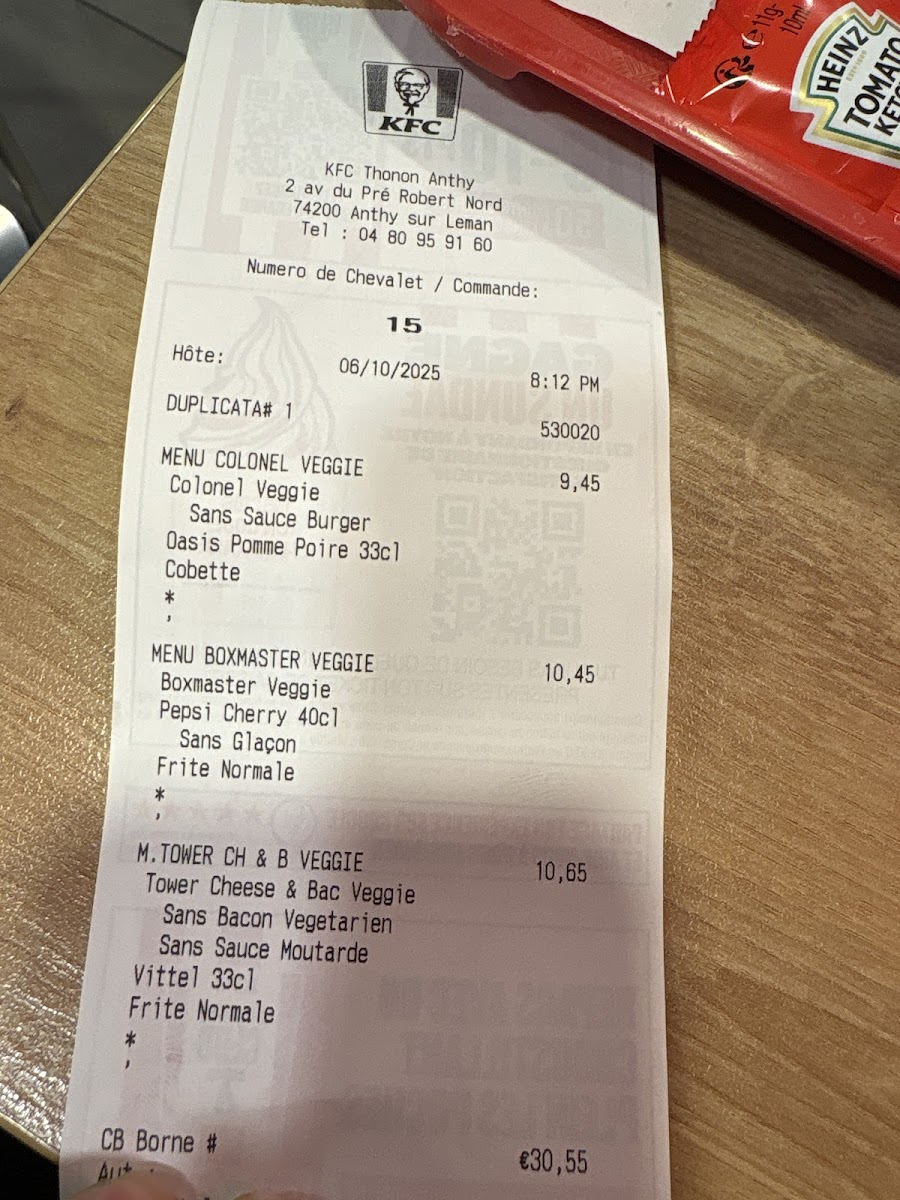 KFC
KFC Thonon Anthy
2 av du Pré Robert Nord
74200 Anthy sur Leman
Tel : 04 80 95 91 60
Numero de Chevalet / Commande:
15
Hôte: 06/10/2025 8:12 PM
DUPLICATA# 1 530020
MENU COLONEL VEGGIE 9,45
Colonel Veggie
Sans Sauce Burger
Oasis Pomme Poire 33cl
Cobette
*
,
MENU BOXMASTER VEGGIE 10,45
Boxmaster Veggie
Pepsi Cherry 40cl
Sans Glaçon
Frite Normale
*
,
M.TOWER CH & B VEGGIE 10,65
Tower Cheese & Bac Veggie
Sans Bacon Vegetarien
Sans Sauce Moutarde
Vittel 33cl
Frite Normale
*
,
CB Borne # €30,55
HEINZ
TOMATO
11g-
10ml